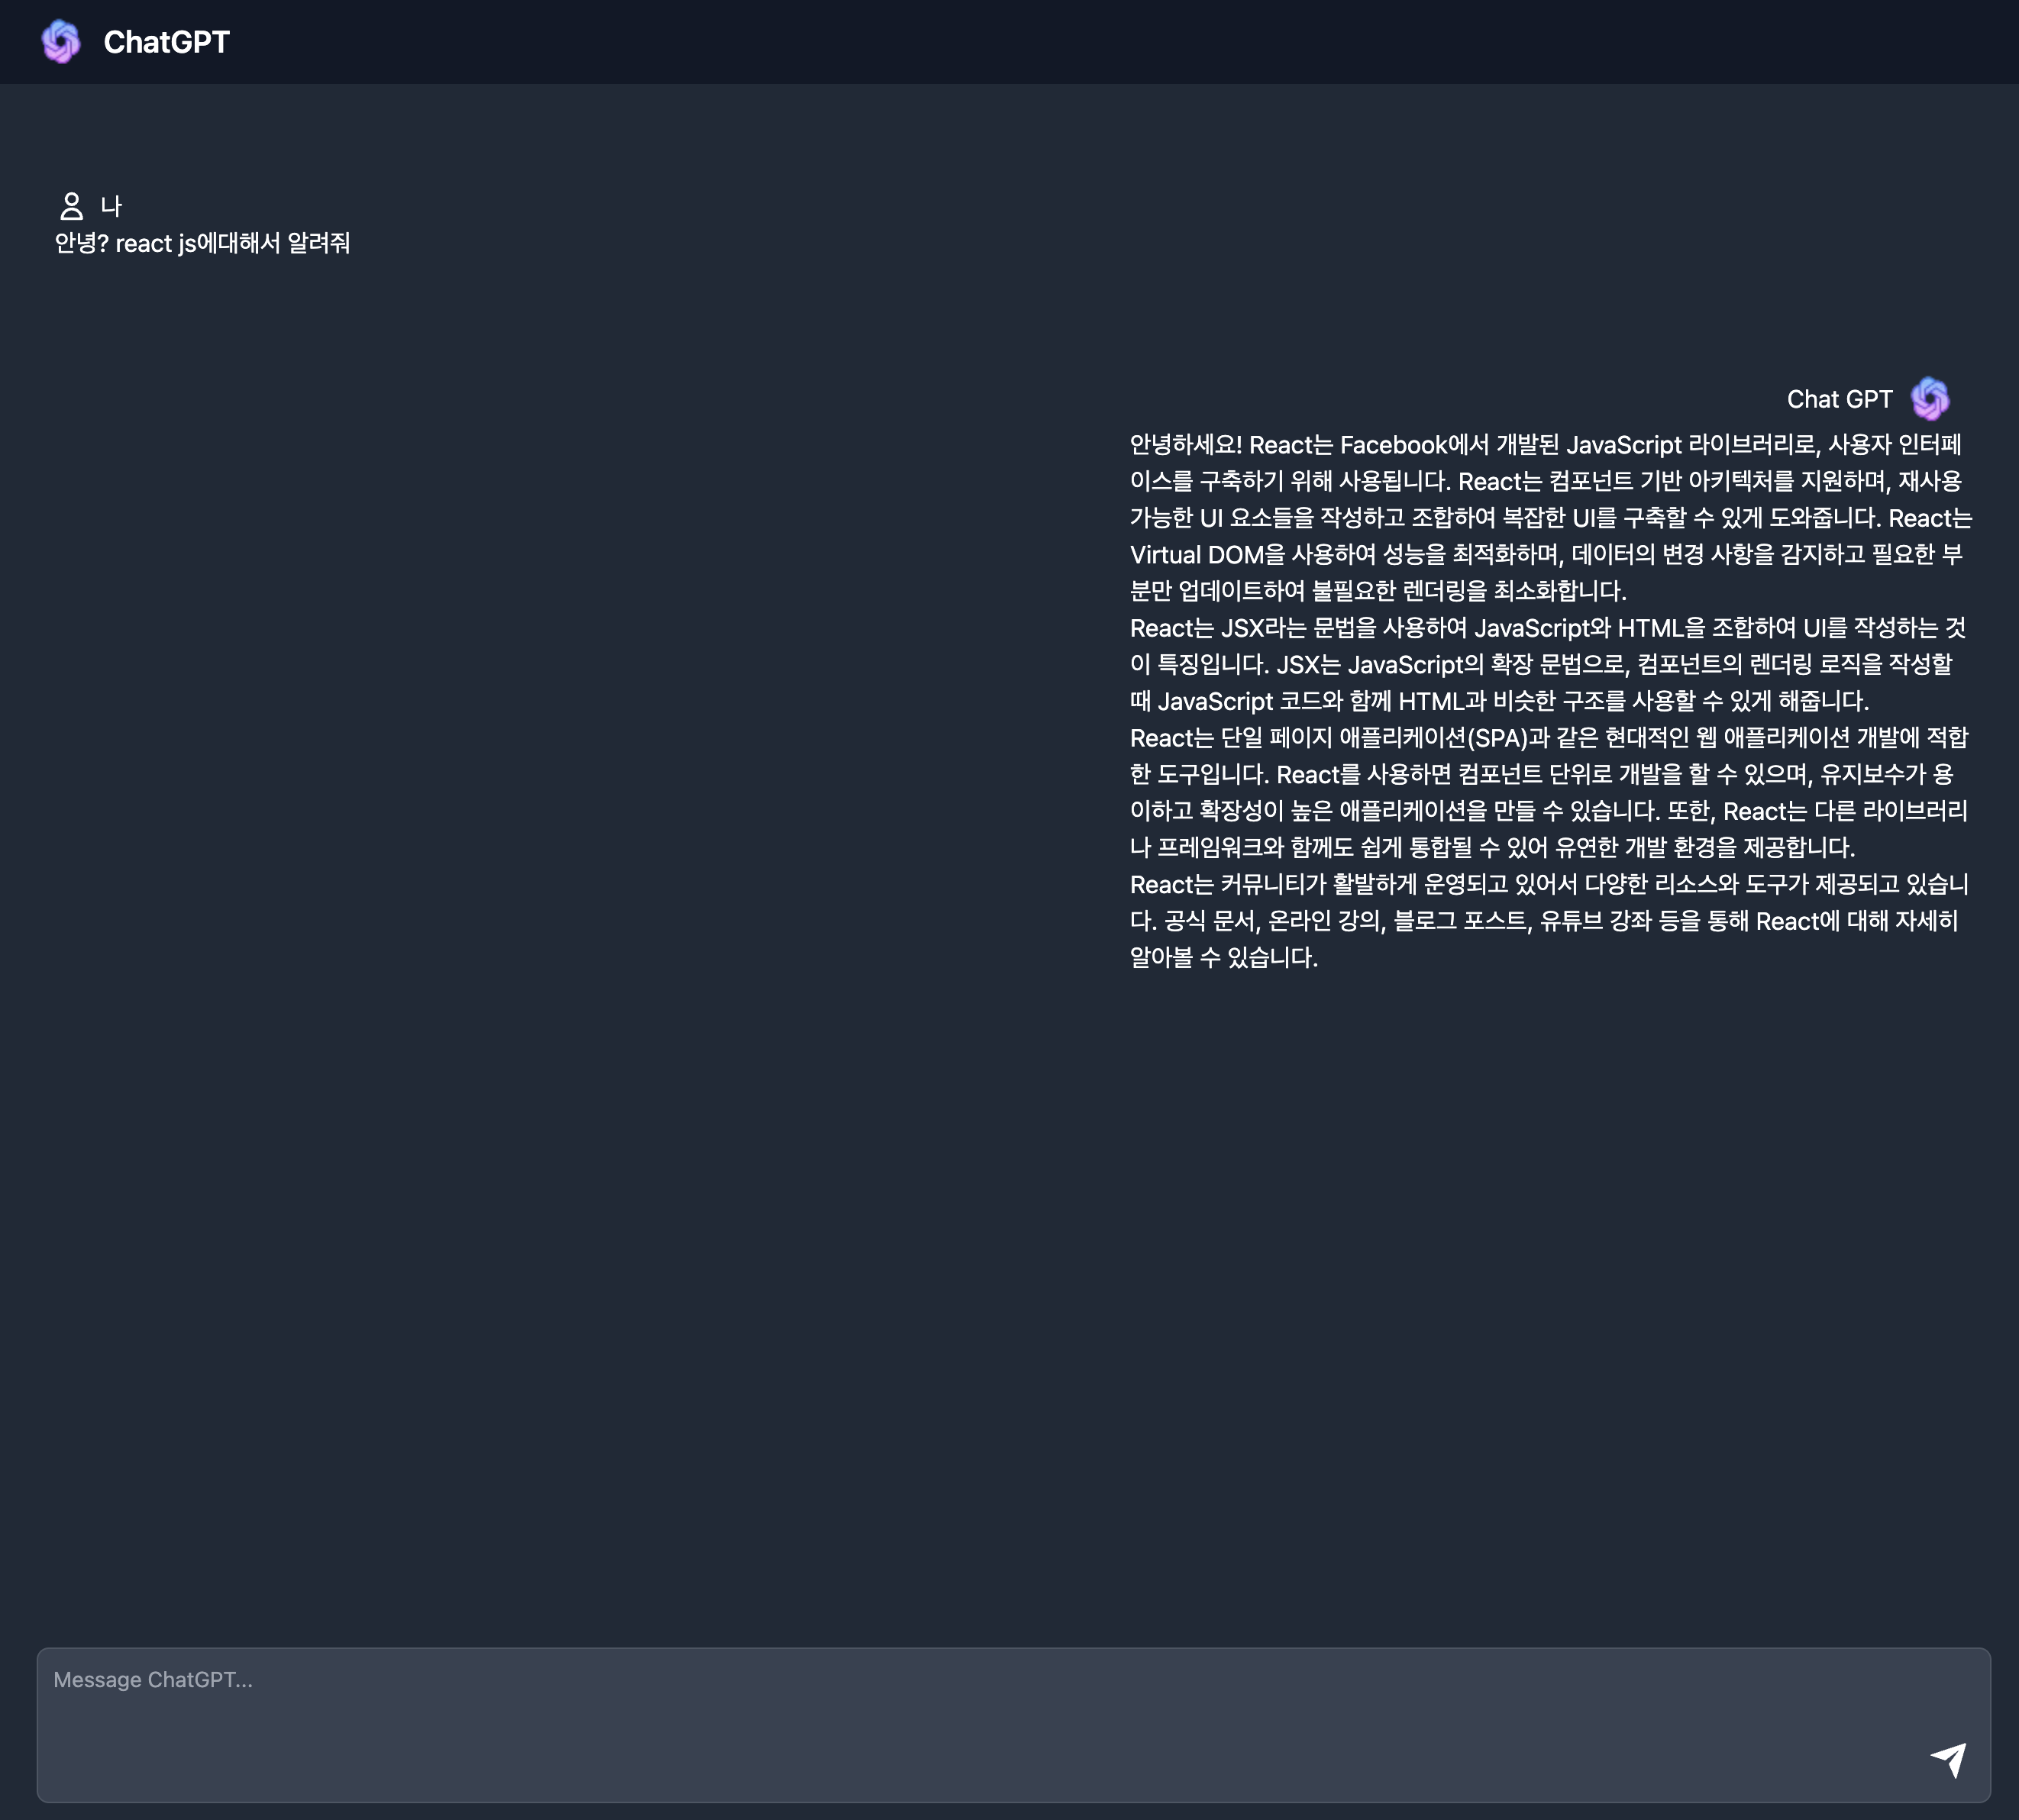 ChatGPT
나
안녕? react js에대해서 알려줘
Chat GPT
안녕하세요! React는 Facebook에서 개발된 JavaScript 라이브러리로, 사용자 인터페
이스를 구축하기 위해 사용됩니다. React는 컴포넌트 기반 아키텍처를 지원하며, 재사용
가능한 UI 요소들을 작성하고 조합하여 복잡한 UI를 구축할 수 있게 도와줍니다. React는
Virtual DOM을 사용하여 성능을 최적화하며, 데이터의 변경 사항을 감지하고 필요한 부
분만 업데이트하여 불필요한 렌더링을 최소화합니다.
React는 JSX라는 문법을 사용하여 JavaScript와 HTML을 조합하여 UI를 작성하는 것
이 특징입니다. JSX는 JavaScript의 확장 문법으로, 컴포넌트의 렌더링 로직을 작성할
때 JavaScript 코드와 함께 HTML과 비슷한 구조를 사용할 수 있게 해줍니다.
React는 단일 페이지 애플리케이션(SPA)과 같은 현대적인 웹 애플리케이션 개발에 적합
한 도구입니다. React를 사용하면 컴포넌트 단위로 개발을 할 수 있으며, 유지보수가 용
이하고 확장성이 높은 애플리케이션을 만들 수 있습니다. 또한, React는 다른 라이브러리
나 프레임워크와 함께도 쉽게 통합될 수 있어 유연한 개발 환경을 제공합니다.
React는 커뮤니티가 활발하게 운영되고 있어서 다양한 리소스와 도구가 제공되고 있습니
다. 공식 문서, 온라인 강의, 블로그 포스트, 유튜브 강좌 등을 통해 React에 대해 자세히
알아볼 수 있습니다.
Message ChatGPT...